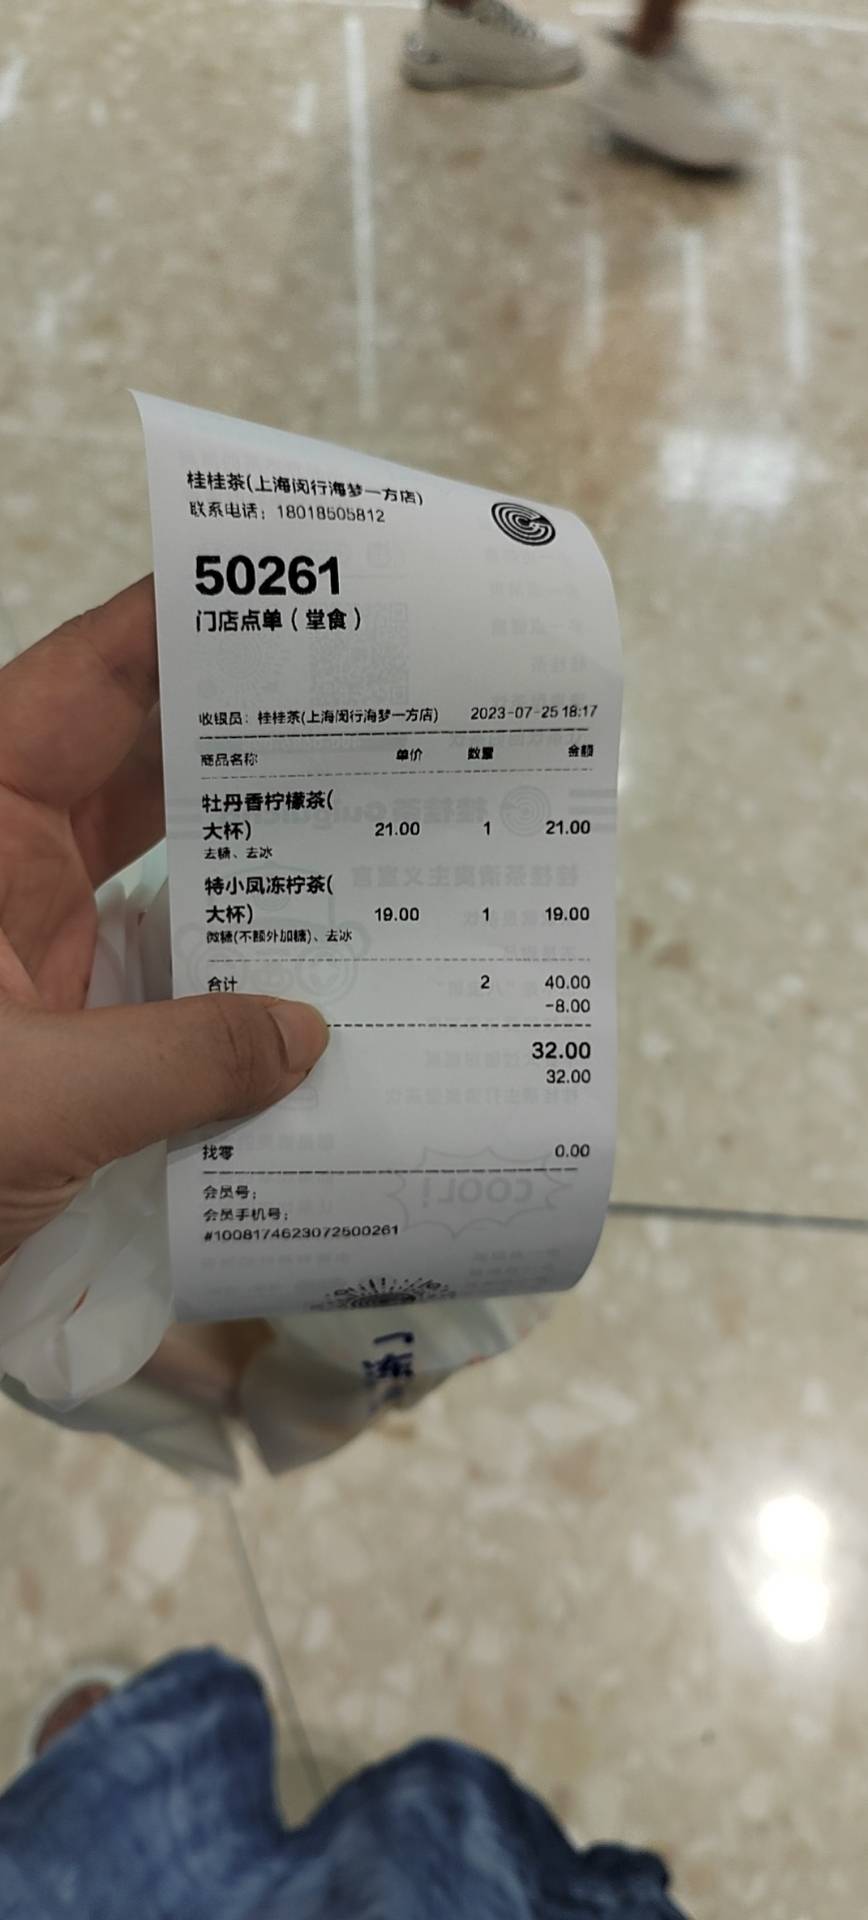 桂桂茶(上海闵行海梦一方店)
联系电话：18018505812
50261
门店点单（堂食）
收银员：桂桂茶(上海闵行海梦一方店) 2023-07-25 18:17
商品名称 单价 数量 金额
牡丹香柠檬茶(
大杯) 21.00 1 21.00
去糖、去冰
特小凤冻柠茶(
大杯) 19.00 1 19.00
微糖(不额外加糖)、去冰
合计 2 40.00
-8.00
32.00
32.00
找零 0.00
会员号：
会员手机号：
#1008174623072500261
COOL!
冻